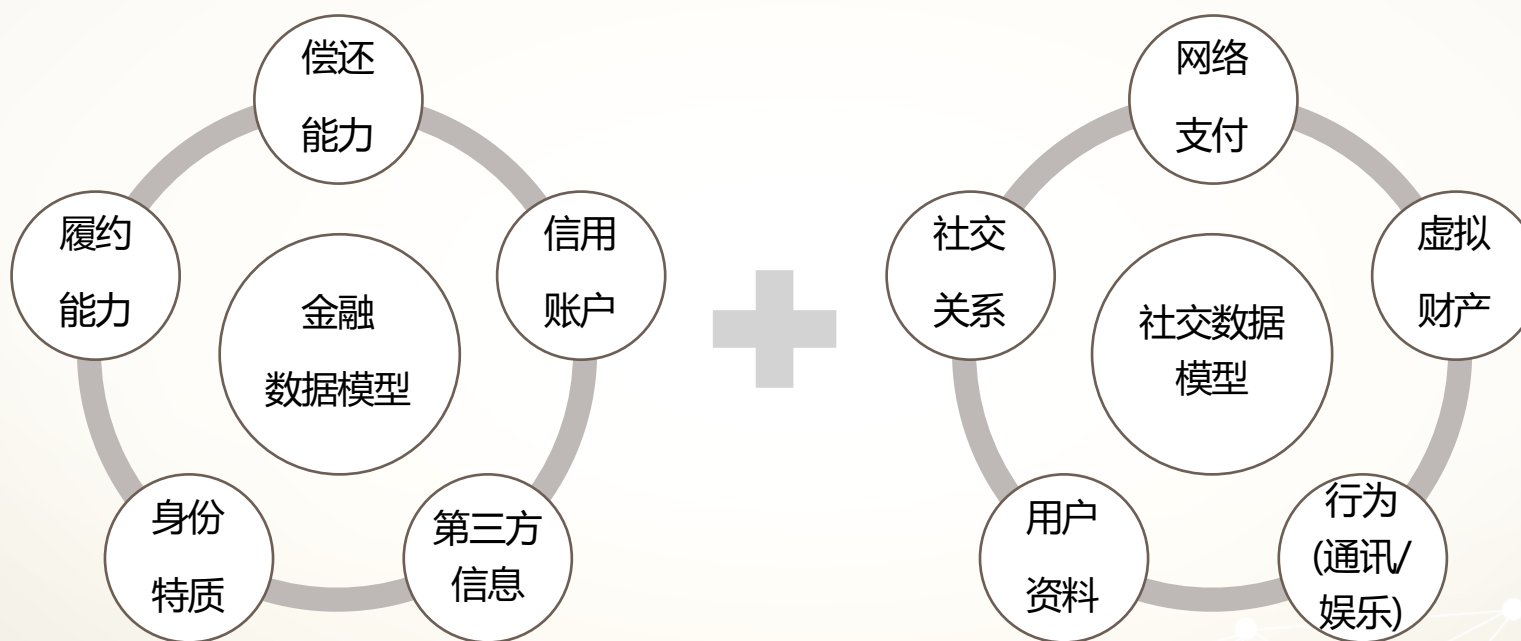 偿还
能力
履约
能力
信用
账户
金融
数据模型
身份
特质
第三方
信息
网络
支付
社交
关系
虚拟
财产
社交数据
模型
用户
资料
行为
(通讯/
娱乐)